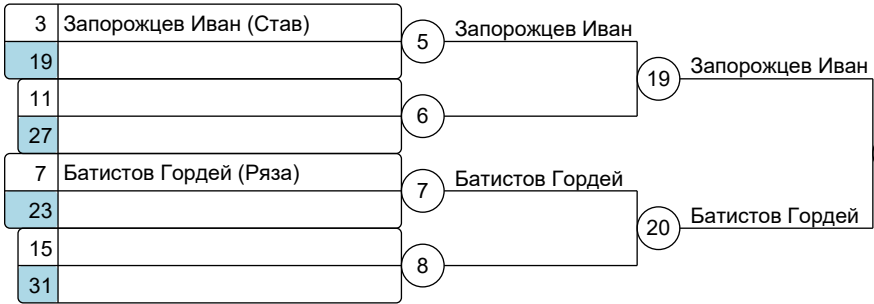 3 Запорожцев Иван (Став)
19
5
Запорожцев Иван
11
27
6
19
Запорожцев Иван
7 Батистов Гордей (Ряза)
23
7
Батистов Гордей
15
31
8
20
Батистов Гордей